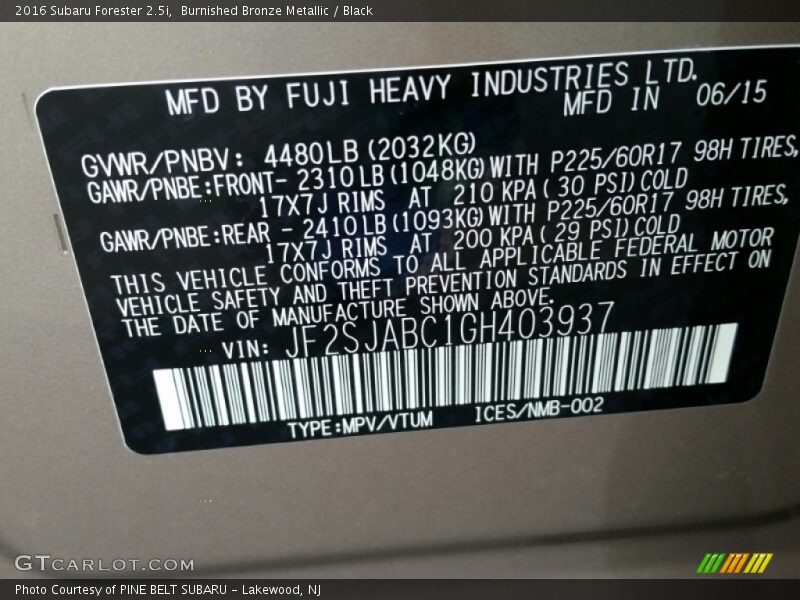 2016 Subaru Forester 2.5i,  Burnished Bronze Metallic / Black
MFD BY FUJI HEAVY INDUSTRIES LTD.
MFD IN 06/15
GVWR/PNBV: 4480LB (2032KG)
GAWR/PNBE:FRONT- 2310LB (1048KG) WITH P225/60R17 98H TIRES,
17X7J RIMS AT 210 KPA ( 30 PSI) COLD
GAWR/PNBE:REAR - 2410LB (1093KG) WITH P225/60R17 98H TIRES,
17X7J RIMS AT 200 KPA ( 29 PSI) COLD
THIS VEHICLE CONFORMS TO ALL APPLICABLE FEDERAL MOTOR
VEHICLE SAFETY AND THEFT PREVENTION STANDARDS IN EFFECT ON
THE DATE OF MANUFACTURE SHOWN ABOVE.
VIN: JF2SJABC1GH403937
TYPE:MPV/VTUM ICES/NMB-002
GTCARLOT.COM
Photo Courtesy of PINE BELT SUBARU - Lakewood, NJ